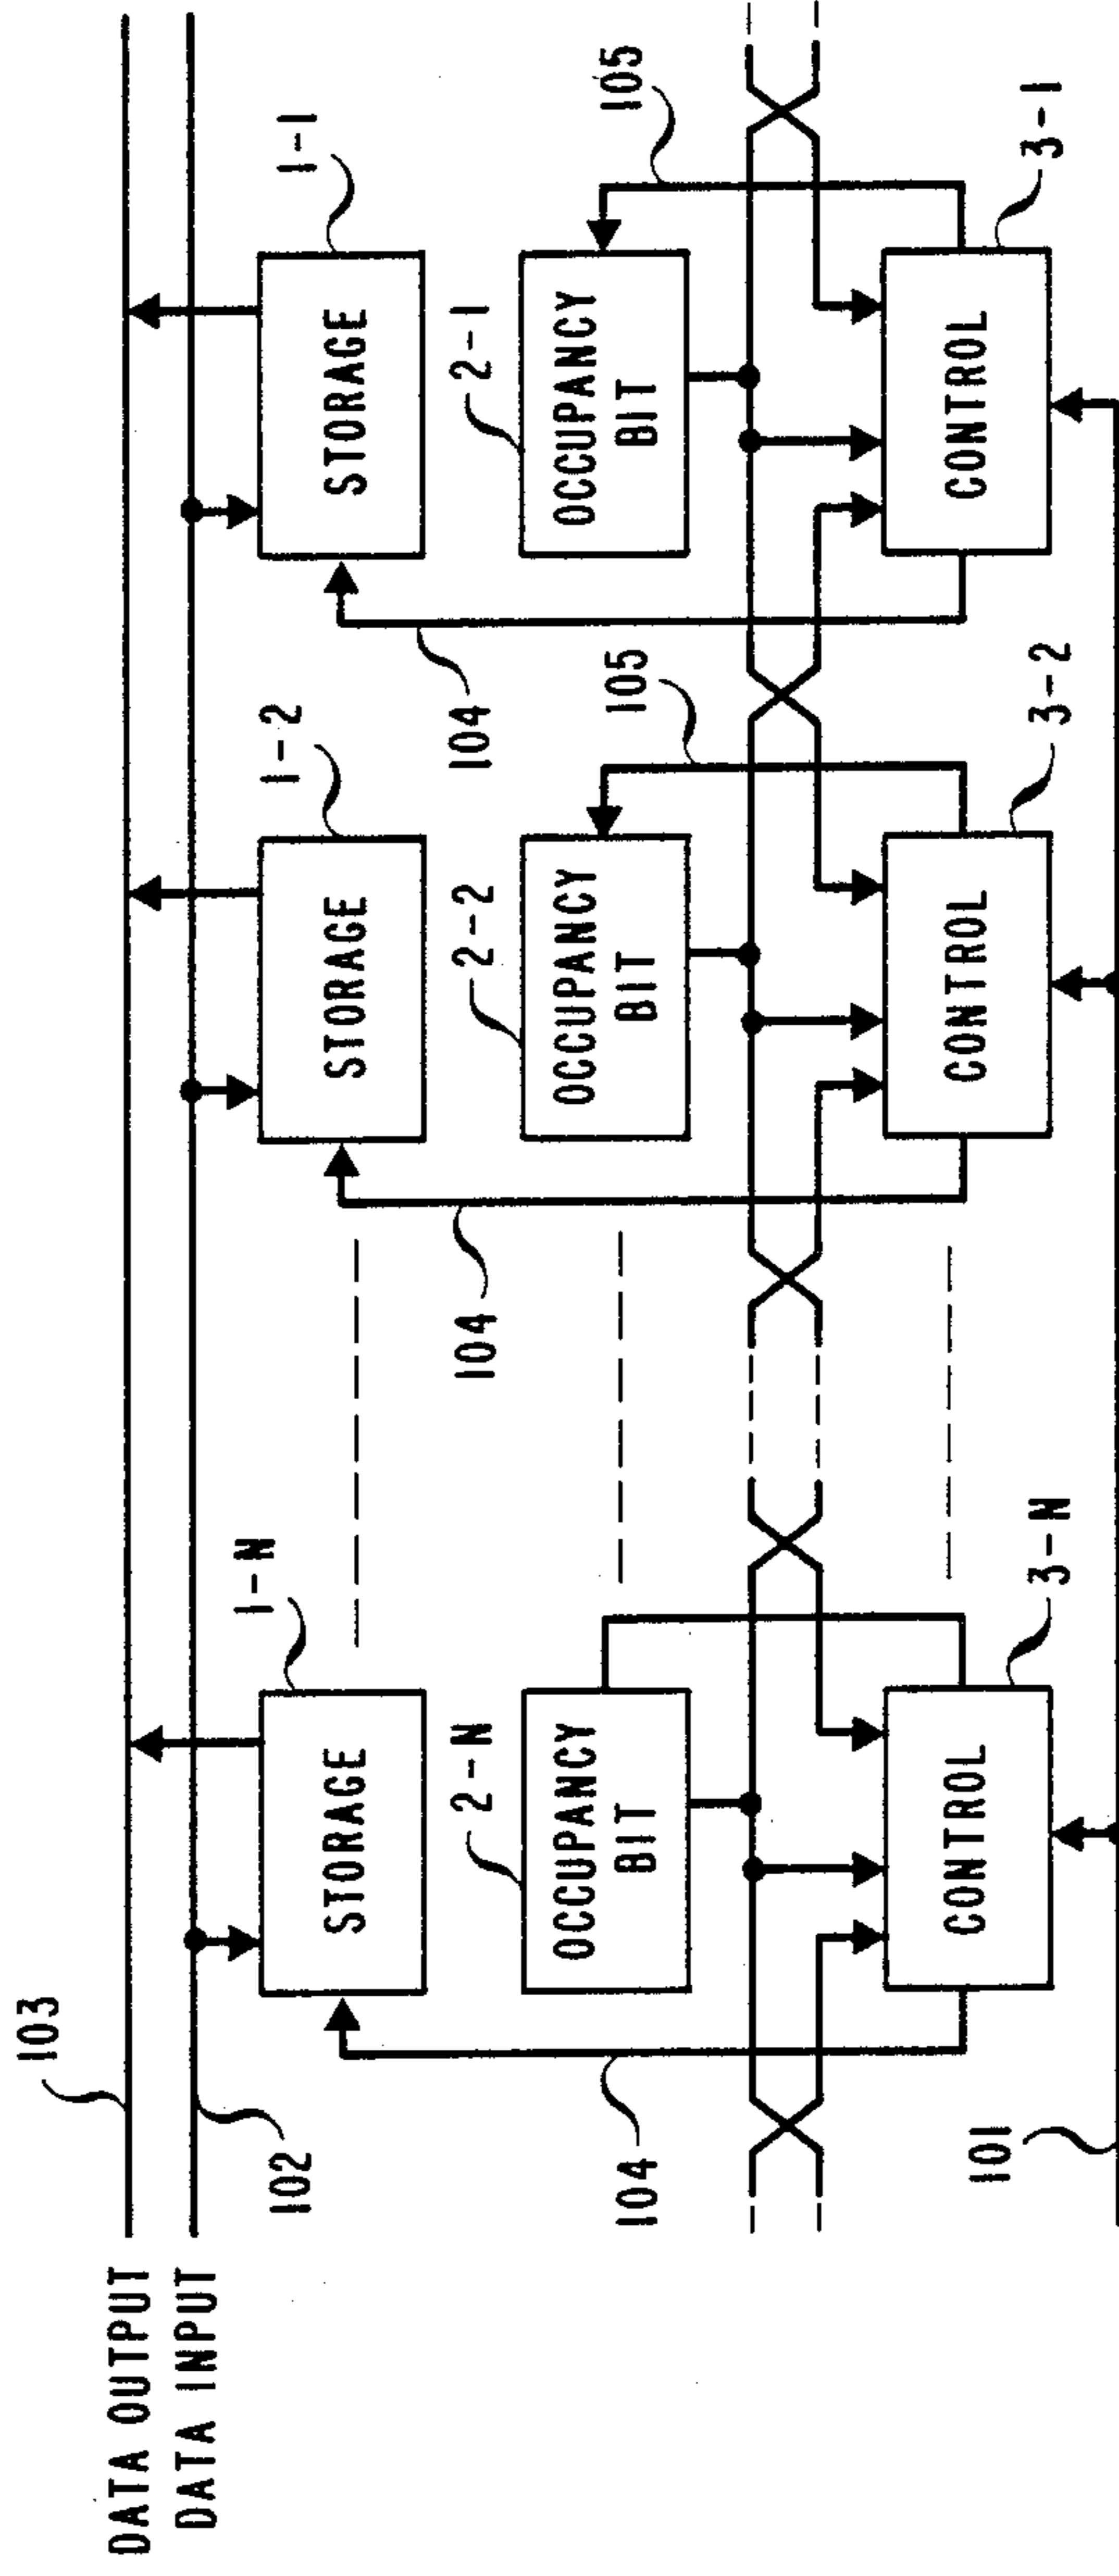 103
DATA OUTPUT
DATA INPUT
102
1-N
1-2
1-1
STORAGE
STORAGE
STORAGE
104
2-N
104
2-2
104
2-1
OCCUPANCY
BIT
OCCUPANCY
BIT
OCCUPANCY
BIT
105
105
CONTROL
CONTROL
CONTROL
101
3-N
3-2
3-1